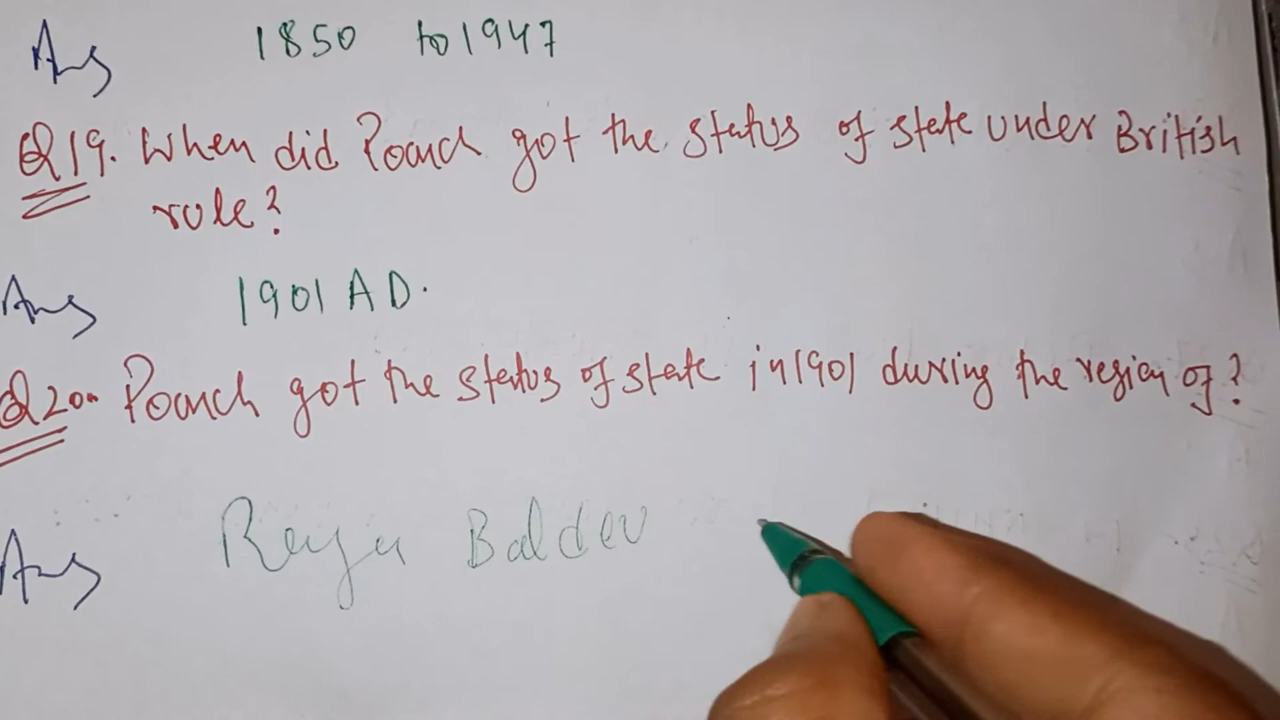 Ans 1850 to 1947
Q19. When did Poonch got the status of state under British
role?
Ans 1901 AD.
Q20. Poonch got the status of state in 1901 during the region of?
Ans Raja Baldev